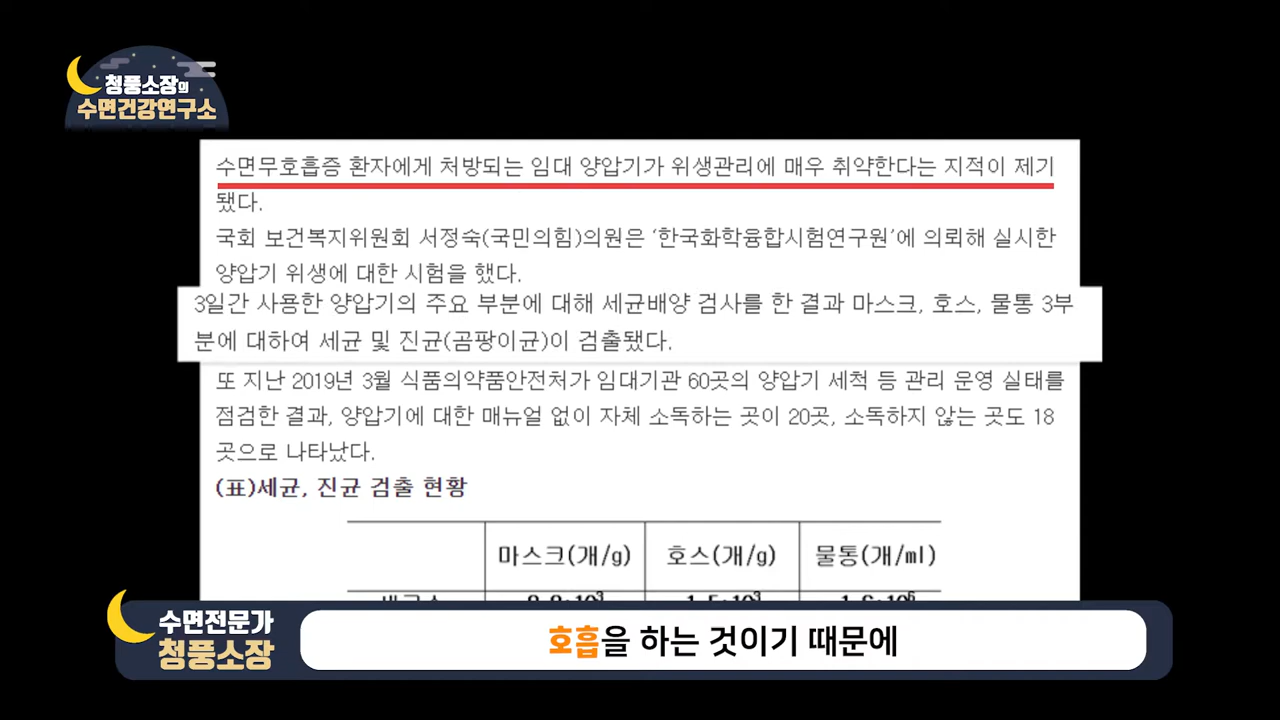 청풍소장의
수면건강연구소
수면무호흡증 환자에게 처방되는 임대 양압기가 위생관리에 매우 취약한다는 지적이 제기
됐다.
국회 보건복지위원회 서정숙(국민의힘)의원은 ‘한국화학융합시험연구원’에 의뢰해 실시한
양압기 위생에 대한 시험을 했다.
3일간 사용한 양압기의 주요 부분에 대해 세균배양 검사를 한 결과 마스크, 호스, 물통 3부
분에 대하여 세균 및 진균(곰팡이균)이 검출됐다.
또 지난 2019년 3월 식품의약품안전처가 임대기관 60곳의 양압기 세척 등 관리 운영 실태를
점검한 결과, 양압기에 대한 매뉴얼 없이 자체 소독하는 곳이 20곳, 소독하지 않는 곳도 18
곳으로 나타났다.
(표)세균, 진균 검출 현황
마스크(개/g) 호스(개/g) 물통(개/ml)
수면전문가
청풍소장
호흡을 하는 것이기 때문에